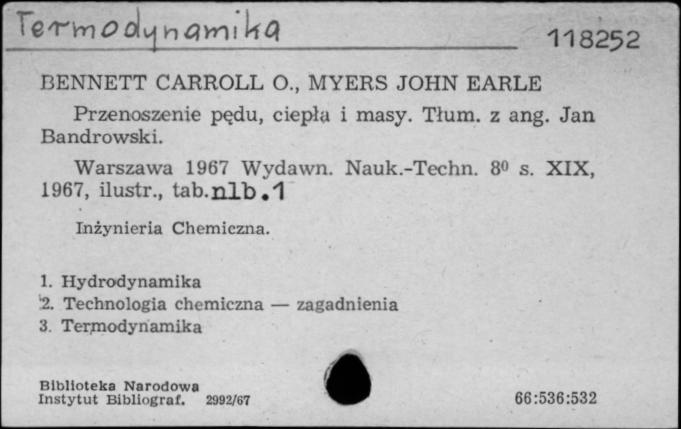 Termodynamika
118252
BENNETT CARROLL O., MYERS JOHN EARLE
Przenoszenie pędu, ciepła i masy. Tłum. z ang. Jan
Bandrowski.
Warszawa 1967 Wydawn. Nauk.-Techn. 8⁰ s. XIX,
1967, ilustr., tab. nlb. 1
Inżynieria Chemiczna.
1. Hydrodynamika
2. Technologia chemiczna — zagadnienia
3. Termodynamika
Biblioteka Narodowa
Instytut Bibliograf. 2992/67
66:536:532